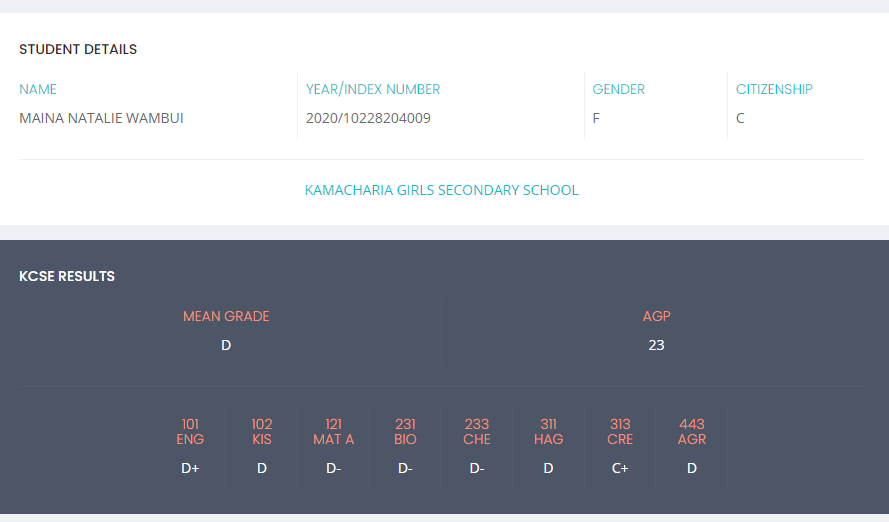 STUDENT DETAILS
NAME YEAR/INDEX NUMBER GENDER CITIZENSHIP
MAINA NATALIE WAMBUI 2020/10228204009 F C
KAMACHARIA GIRLS SECONDARY SCHOOL
KCSE RESULTS
MEAN GRADE AGP
D 23
101 102 121 231 233 311 313 443
ENG KIS MAT A BIO CHE HAG CRE AGR
D+ D D- D- D- D C+ D